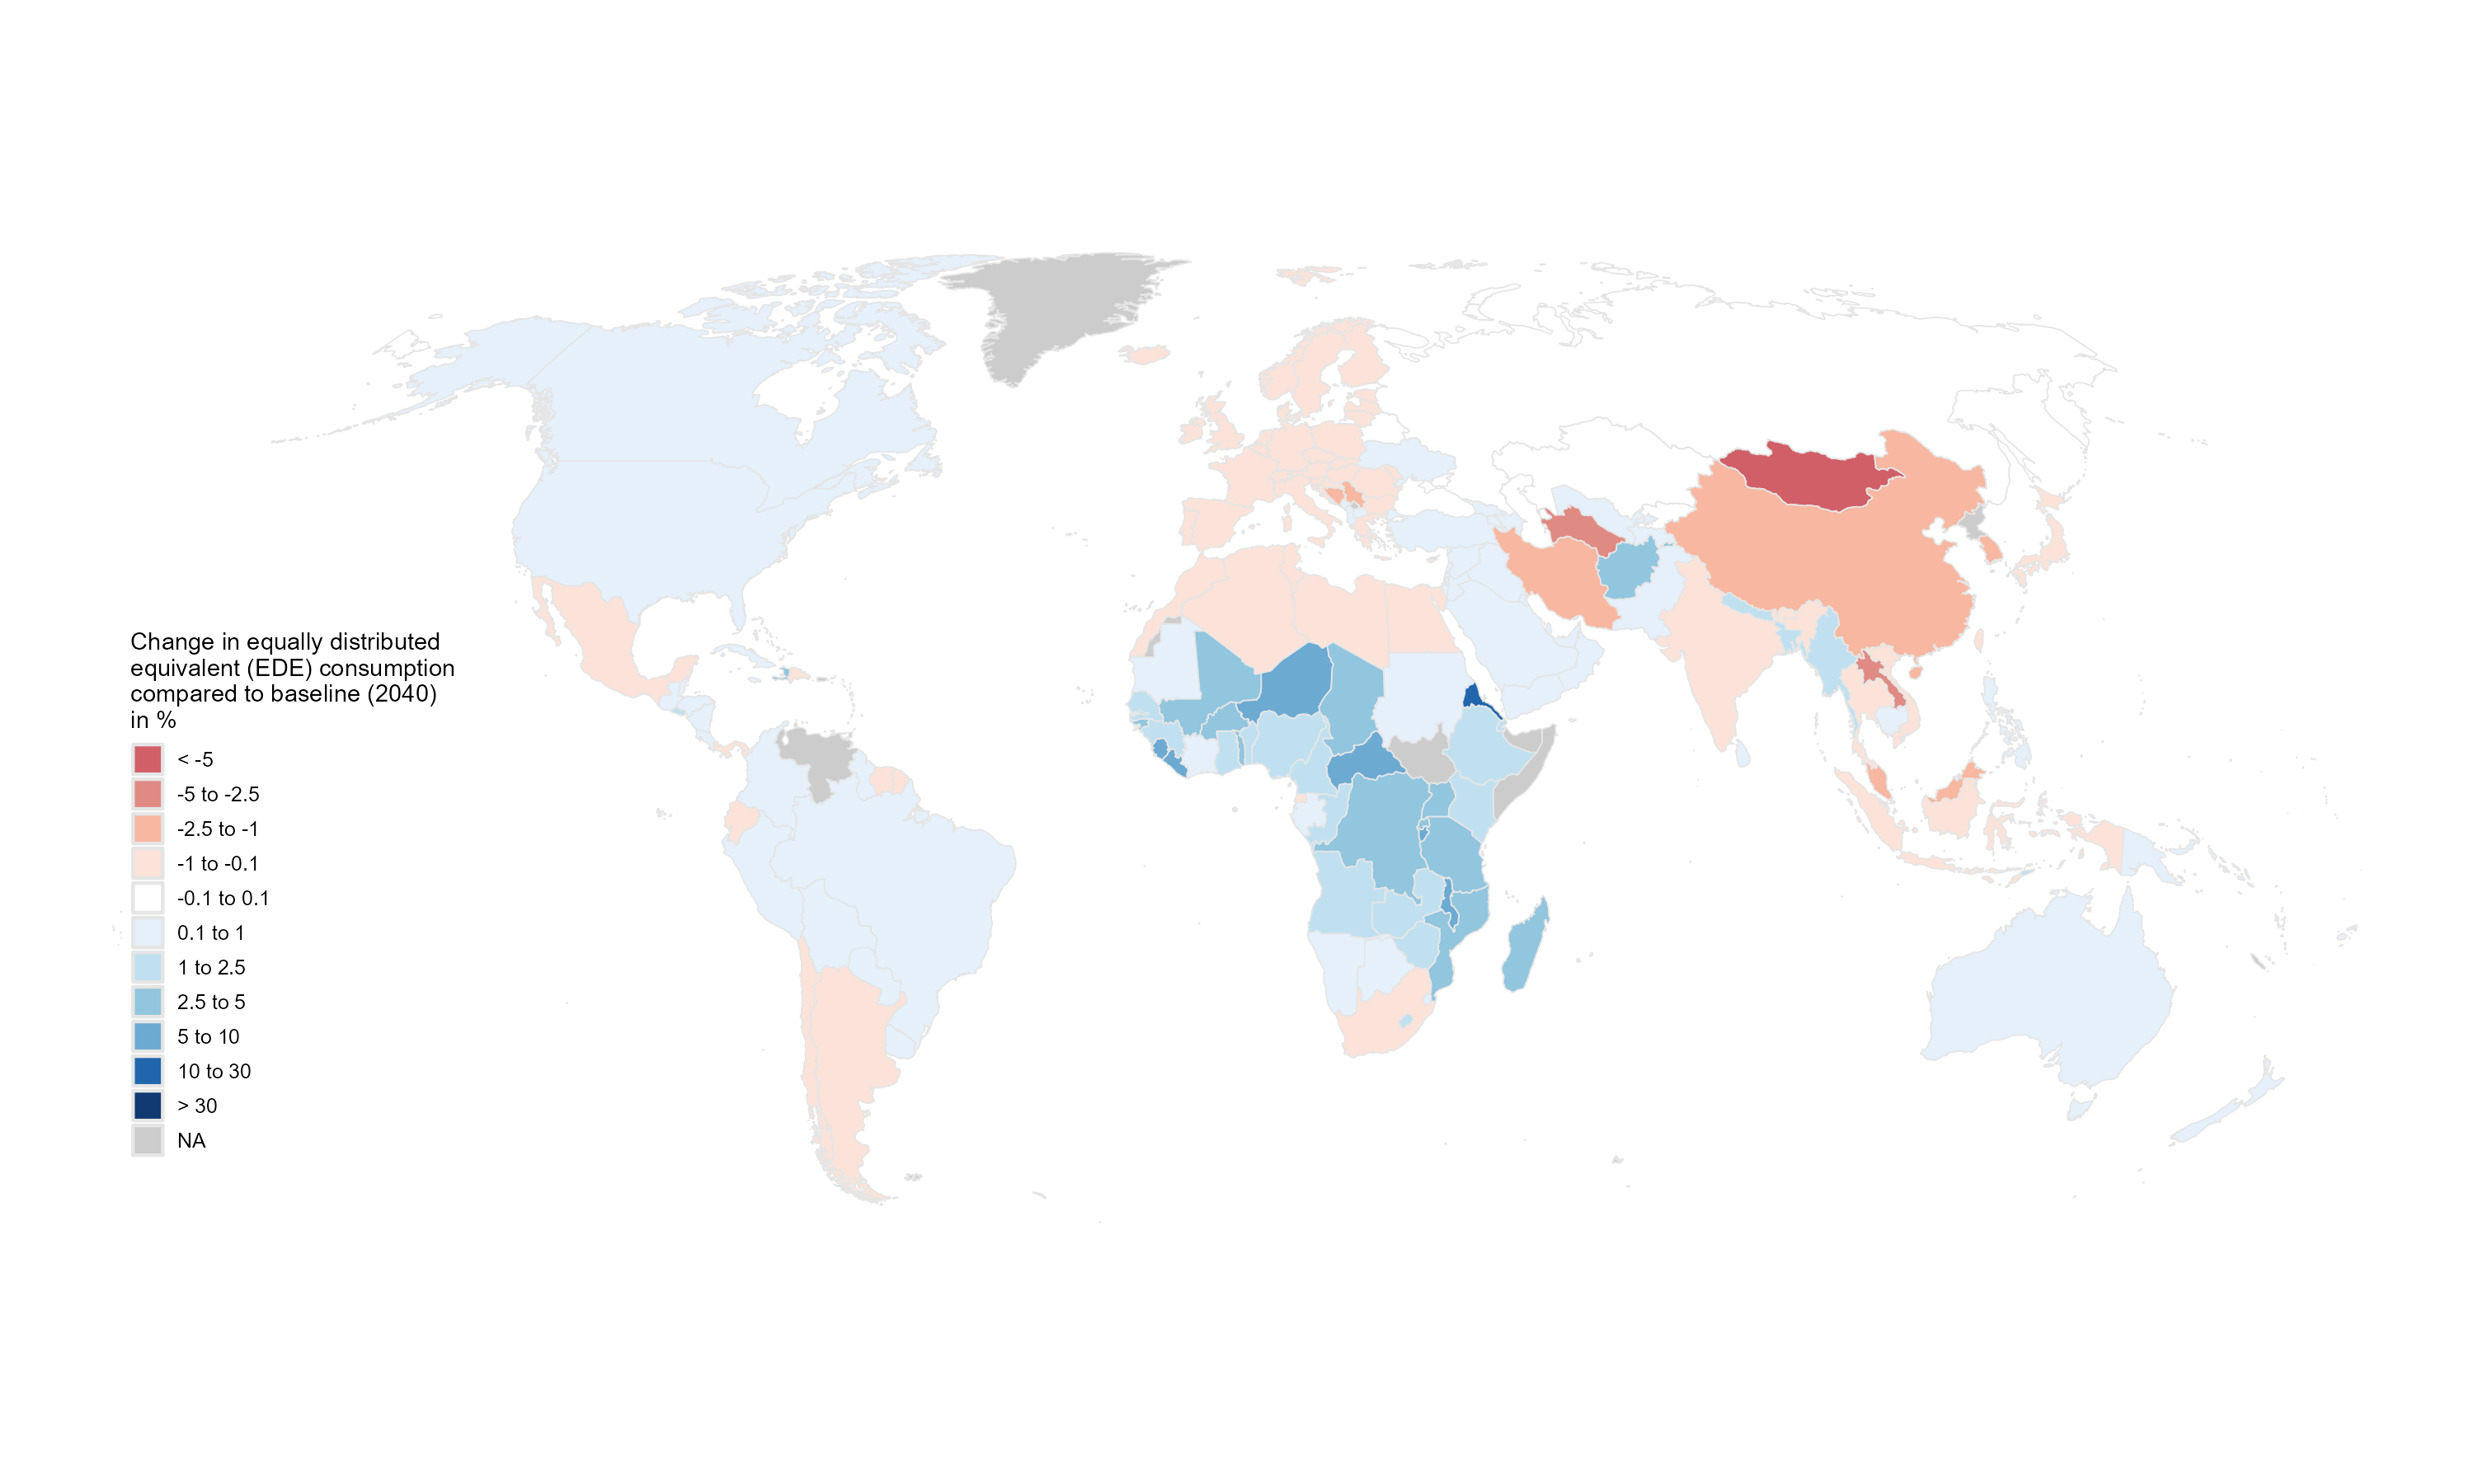 Change in equally distributed
equivalent (EDE) consumption
compared to baseline (2040)
in %
< -5
-5 to -2.5
-2.5 to -1
-1 to -0.1
-0.1 to 0.1
0.1 to 1
1 to 2.5
2.5 to 5
5 to 10
10 to 30
> 30
NA